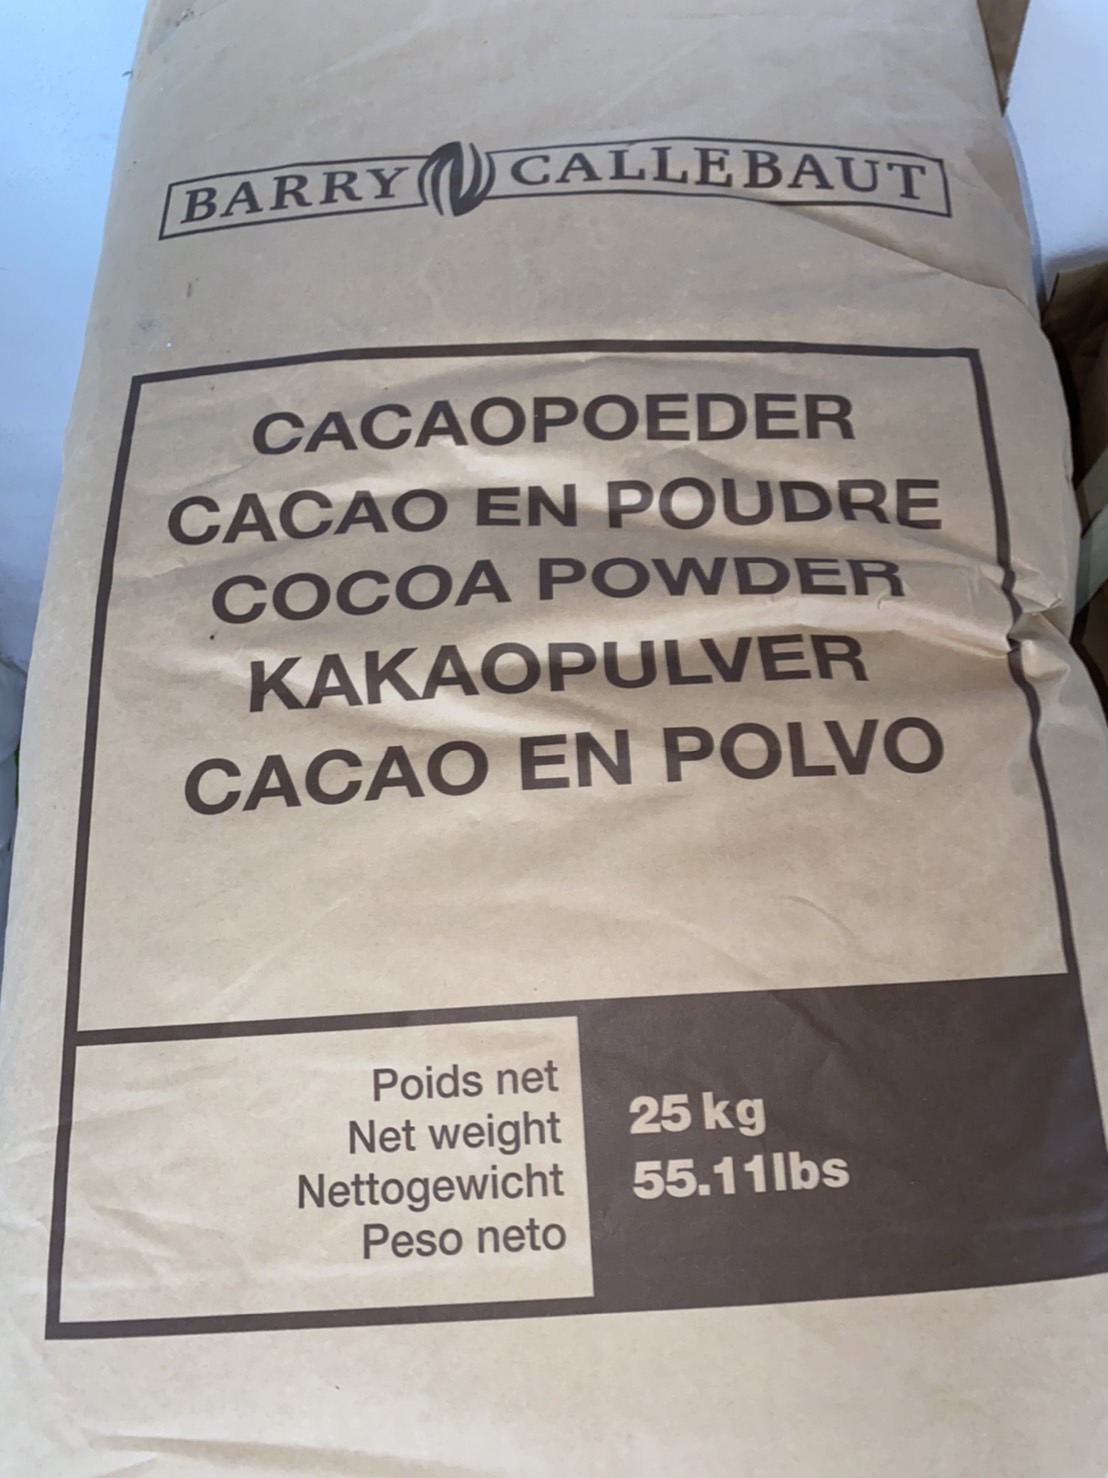 BARRY CALLEBAUT
CACAOPOEDER
CACAO EN POUDRE
COCOA POWDER
KAKAOPULVER
CACAO EN POLVO
Poids net
Net weight
Nettogewicht
Peso neto
25 kg
55.11lbs